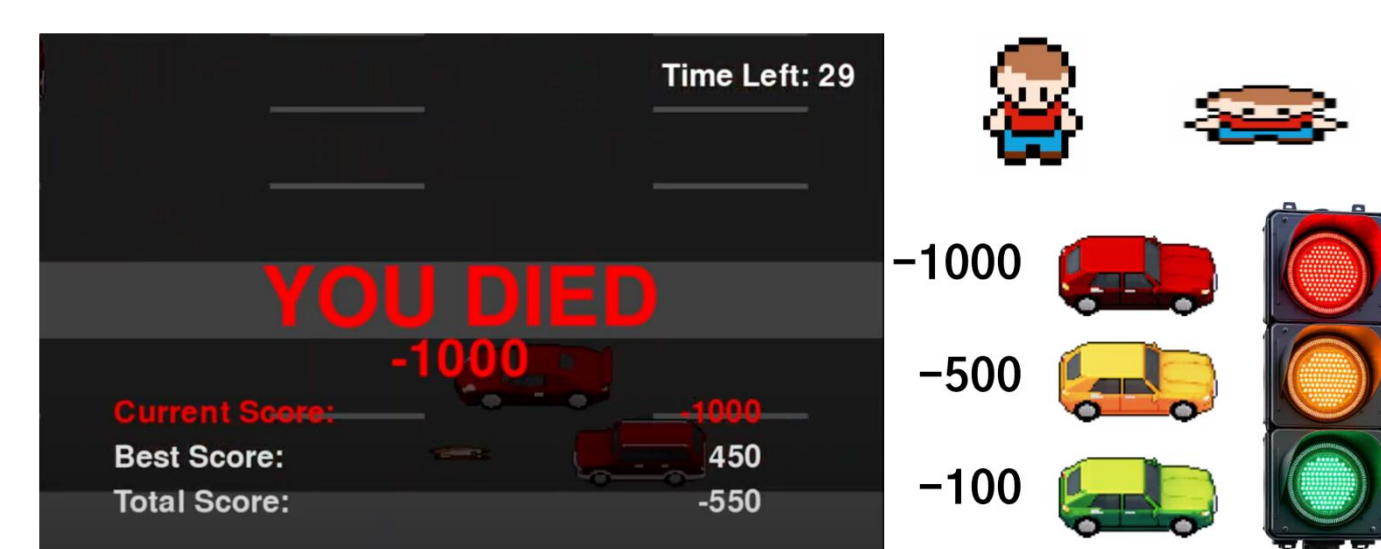 Time Left: 29
YOU DIED
-1000
Current Score: -1000
Best Score: 450
Total Score: -550
-1000
-500
-100